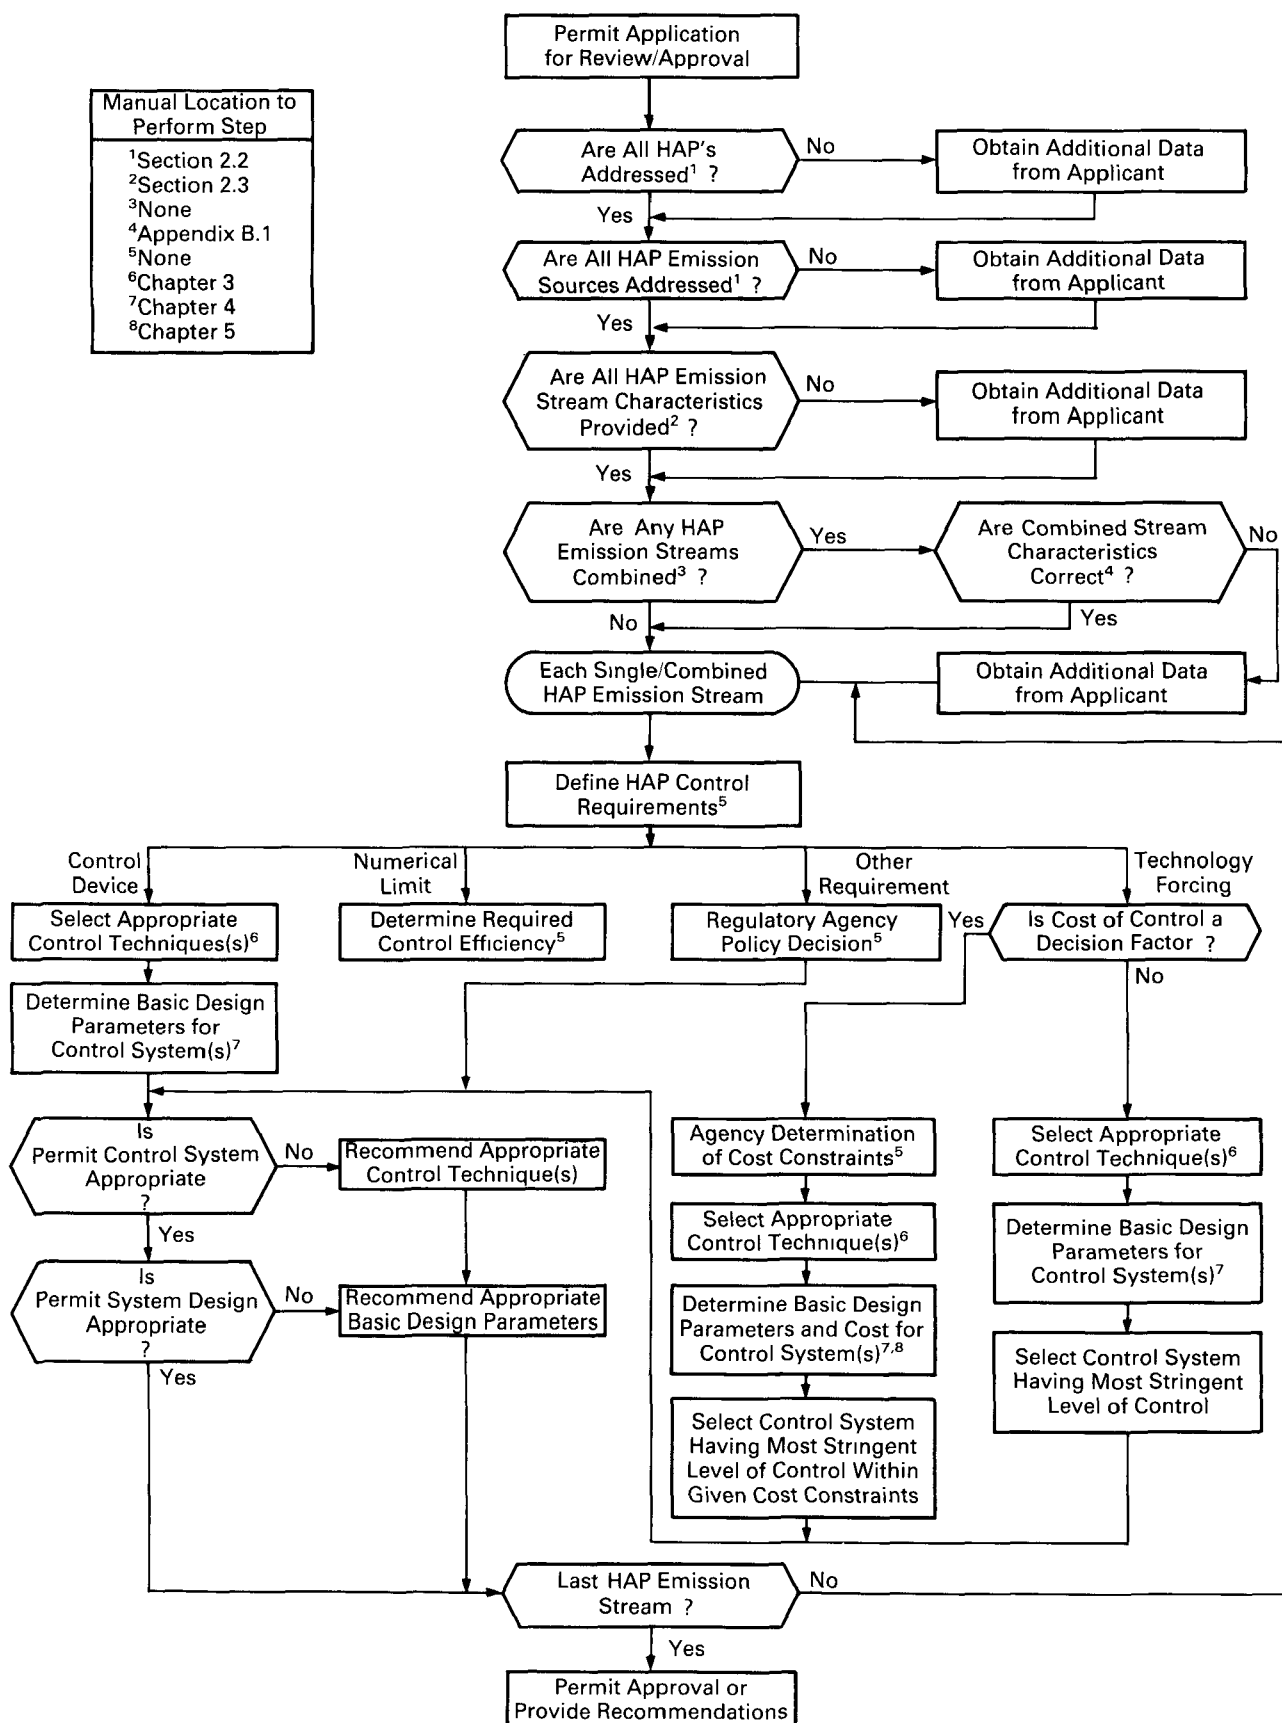 Permit Application
for Review/Approval
Manual Location to
Perform Step
¹Section 2.2
²Section 2.3
³None
⁴Appendix B.1
⁵None
⁶Chapter 3
⁷Chapter 4
⁸Chapter 5
Are All HAP's
Addressed¹ ?
No
Obtain Additional Data
from Applicant
Yes
Are All HAP Emission
Sources Addressed¹ ?
No
Obtain Additional Data
from Applicant
Yes
Are All HAP Emission
Stream Characteristics
Provided² ?
No
Obtain Additional Data
from Applicant
Yes
Are Any HAP
Emission Streams
Combined³ ?
Yes
Are Combined Stream
Characteristics
Correct⁴ ?
No
No
Yes
Each Single/Combined
HAP Emission Stream
Obtain Additional Data
from Applicant
Define HAP Control
Requirements⁵
Control
Device
Numerical
Limit
Other
Requirement
Technology
Forcing
Select Appropriate
Control Techniques(s)⁶
Determine Required
Control Efficiency⁵
Regulatory Agency
Policy Decision⁵
Yes
Is Cost of Control a
Decision Factor ?
No
Determine Basic Design
Parameters for
Control System(s)⁷
Is
Permit Control System
Appropriate
?
No
Recommend Appropriate
Control Technique(s)
Agency Determination
of Cost Constraints⁵
Select Appropriate
Control Technique(s)⁶
Yes
Select Appropriate
Control Technique(s)⁶
Determine Basic Design
Parameters for
Control System(s)⁷
Is
Permit System Design
Appropriate
?
No
Recommend Appropriate
Basic Design Parameters
Determine Basic Design
Parameters and Cost for
Control System(s)⁷,⁸
Yes
Select Control System
Having Most Stringent
Level of Control
Select Control System
Having Most Stringent
Level of Control Within
Given Cost Constraints
Last HAP Emission
Stream ?
No
Yes
Permit Approval or
Provide Recommendations